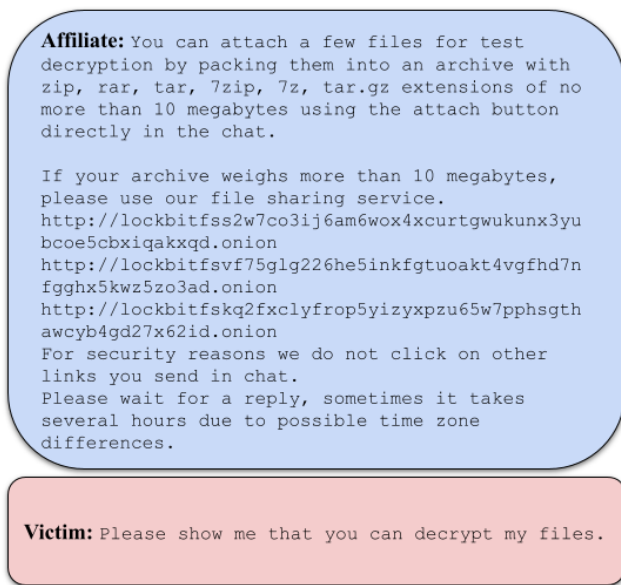 Affiliate: You can attach a few files for test
decryption by packing them into an archive with
zip, rar, tar, 7zip, 7z, tar.gz extensions of no
more than 10 megabytes using the attach button
directly in the chat.
If your archive weighs more than 10 megabytes,
please use our file sharing service.
http://lockbitfss2w7co3ij6am6wox4xcurtgwukunx3yu
bcoe5cbxiqakxqd.onion
http://lockbitfsvf75glg226he5inkfgtuoakt4vgfhd7n
fgghx5kwz5zo3ad.onion
http://lockbitfskq2fxclyfrop5yizyxpzu65w7pphsgth
awcyb4gd27x62id.onion
For security reasons we do not click on other
links you send in chat.
Please wait for a reply, sometimes it takes
several hours due to possible time zone
differences.
Victim: Please show me that you can decrypt my files.